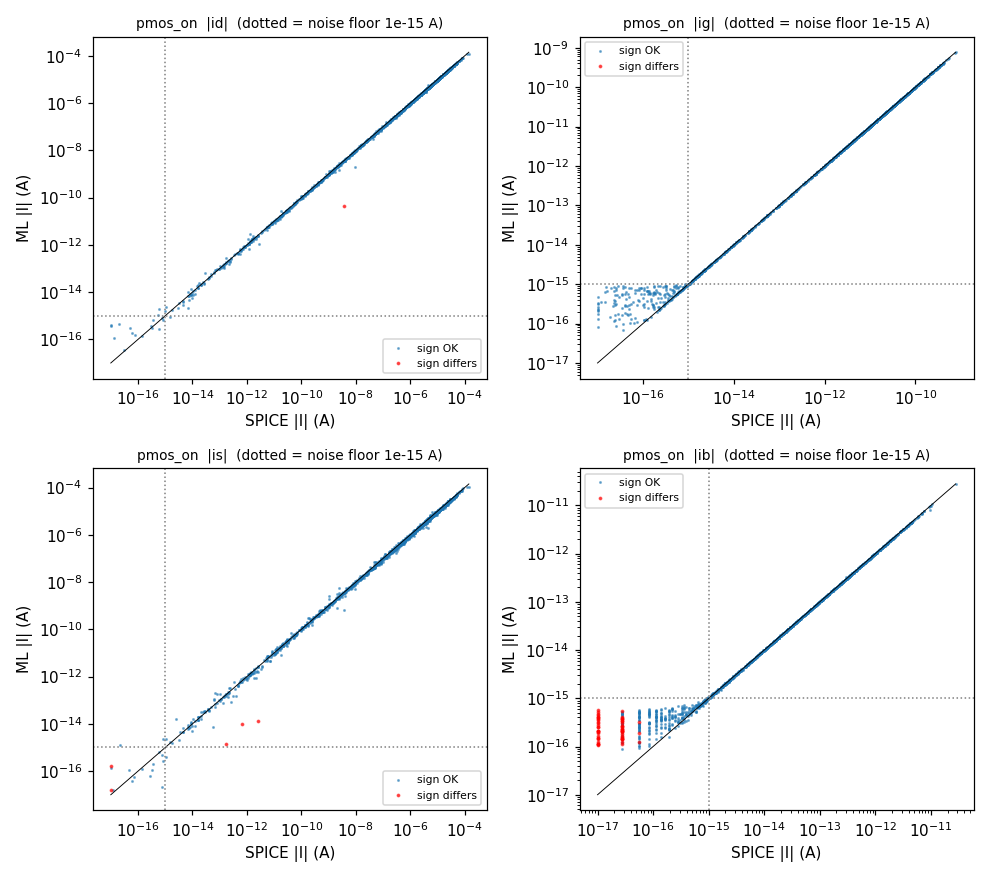 pmos_on |id| (dotted = noise floor 1e-15 A)
ML |I| (A)
10⁻⁴
10⁻⁶
10⁻⁸
10⁻¹⁰
10⁻¹²
10⁻¹⁴
10⁻¹⁶
sign OK
sign differs
10⁻¹⁶ 10⁻¹⁴ 10⁻¹² 10⁻¹⁰ 10⁻⁸ 10⁻⁶ 10⁻⁴
SPICE |I| (A)
pmos_on |ig| (dotted = noise floor 1e-15 A)
sign OK
sign differs
ML |I| (A)
10⁻⁹
10⁻¹⁰
10⁻¹¹
10⁻¹²
10⁻¹³
10⁻¹⁴
10⁻¹⁵
10⁻¹⁶
10⁻¹⁷
10⁻¹⁶ 10⁻¹⁴ 10⁻¹² 10⁻¹⁰
SPICE |I| (A)
pmos_on |is| (dotted = noise floor 1e-15 A)
ML |I| (A)
10⁻⁴
10⁻⁶
10⁻⁸
10⁻¹⁰
10⁻¹²
10⁻¹⁴
10⁻¹⁶
sign OK
sign differs
10⁻¹⁶ 10⁻¹⁴ 10⁻¹² 10⁻¹⁰ 10⁻⁸ 10⁻⁶ 10⁻⁴
SPICE |I| (A)
pmos_on |ib| (dotted = noise floor 1e-15 A)
sign OK
sign differs
ML |I| (A)
10⁻¹¹
10⁻¹²
10⁻¹³
10⁻¹⁴
10⁻¹⁵
10⁻¹⁶
10⁻¹⁷
10⁻¹⁷ 10⁻¹⁶ 10⁻¹⁵ 10⁻¹⁴ 10⁻¹³ 10⁻¹² 10⁻¹¹
SPICE |I| (A)